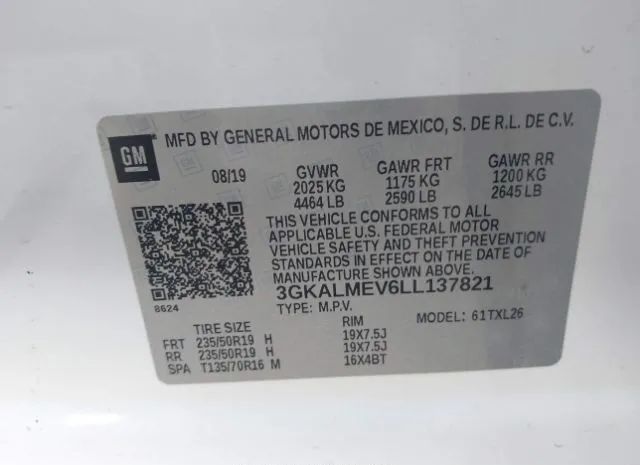 GM
MFD BY GENERAL MOTORS DE MEXICO, S. DE R.L. DE C.V.
08/19 GVWR GAWR FRT GAWR RR
2025 KG 1175 KG 1200 KG
4464 LB 2590 LB 2645 LB
THIS VEHICLE CONFORMS TO ALL
APPLICABLE U.S. FEDERAL MOTOR
VEHICLE SAFETY AND THEFT PREVENTION
STANDARDS IN EFFECT ON THE DATE OF
MANUFACTURE SHOWN ABOVE.
3GKALMEV6LL137821
8624 TYPE: M.P.V. MODEL: 61TXL26
TIRE SIZE RIM
FRT 235/50R19 H 19X7.5J
RR 235/50R19 H 19X7.5J
SPA T135/70R16 M 16X4BT